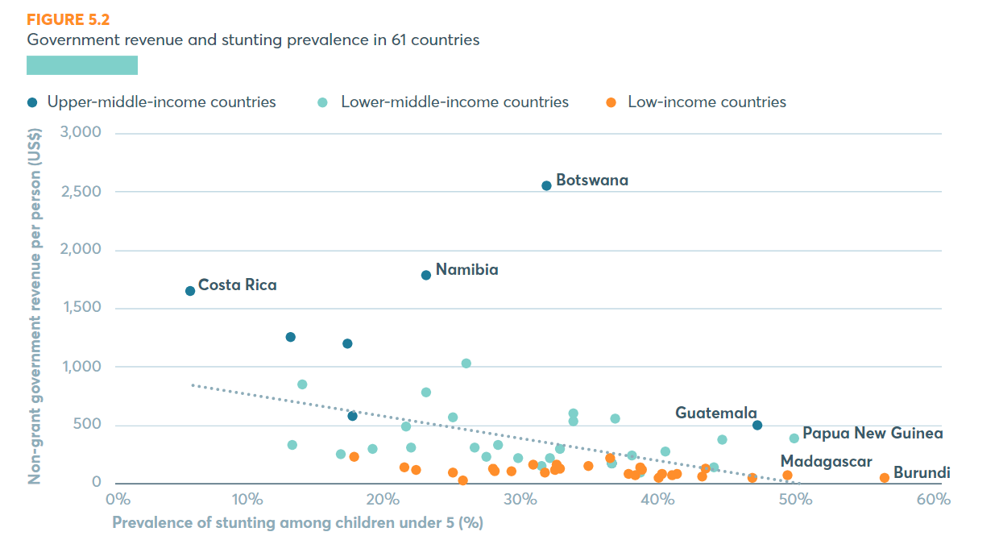 FIGURE 5.2
Government revenue and stunting prevalence in 61 countries
Upper-middle-income countries
Lower-middle-income countries
Low-income countries
Non-grant government revenue per person (US$)
3,000
2,500
2,000
1,500
1,000
500
0
Botswana
Namibia
Costa Rica
Guatemala
Papua New Guinea
Madagascar
Burundi
0%
10%
20%
30%
40%
50%
60%
Prevalence of stunting among children under 5 (%)